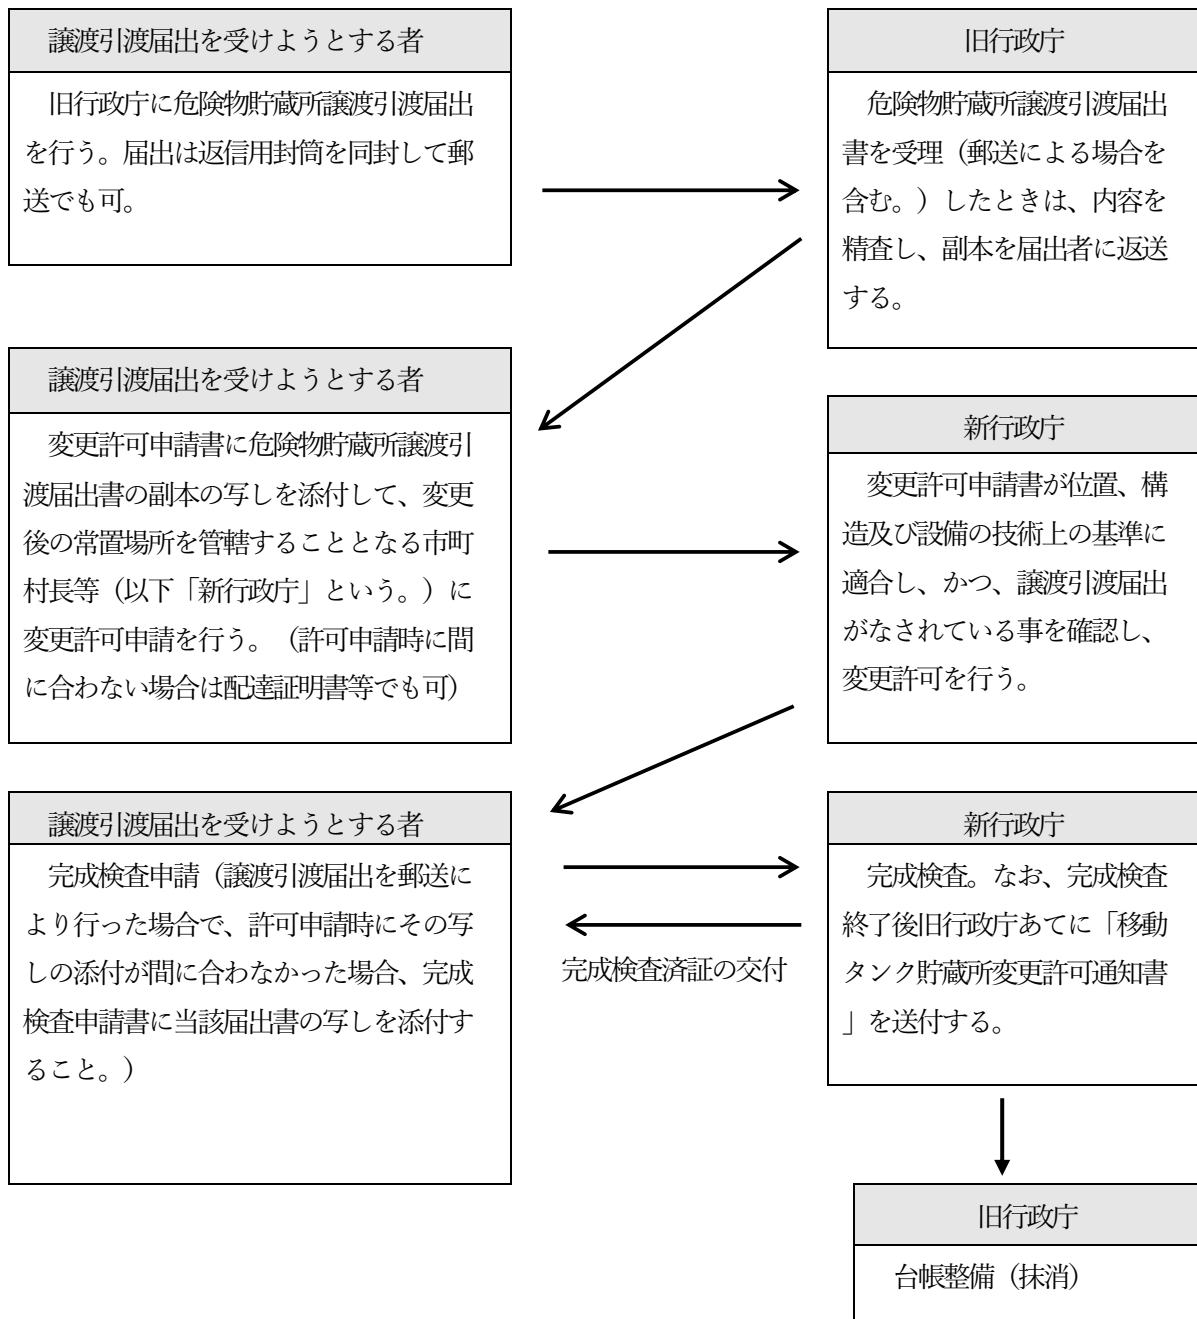 譲渡引渡届出を受けようとする者
旧行政庁に危険物貯蔵所譲渡引渡届出
を行う。届出は返信用封筒を同封して郵
送でも可。
旧行政庁
危険物貯蔵所譲渡引渡届出
書を受理（郵送による場合を
含む。）したときは、内容を
精査し、副本を届出者に返送
する。
譲渡引渡届出を受けようとする者
変更許可申請書に危険物貯蔵所譲渡引
渡届出書の副本の写しを添付して、変更
後の常置場所を管轄することとなる市町
村長等（以下「新行政庁」という。）に
変更許可申請を行う。（許可申請時に間
に合わない場合は配達証明書等でも可）
新行政庁
変更許可申請書が位置、構
造及び設備の技術上の基準に
適合し、かつ、譲渡引渡届出
がなされている事を確認し、
変更許可を行う。
譲渡引渡届出を受けようとする者
完成検査申請（譲渡引渡届出を郵送に
より行った場合で、許可申請時にその写
しの添付が間に合わなかった場合、完成
検査申請書に当該届出書の写しを添付す
ること。）
完成検査済証の交付
新行政庁
完成検査。なお、完成検査
終了後旧行政庁あてに「移動
タンク貯蔵所変更許可通知書
」を送付する。
旧行政庁
台帳整備（抹消）